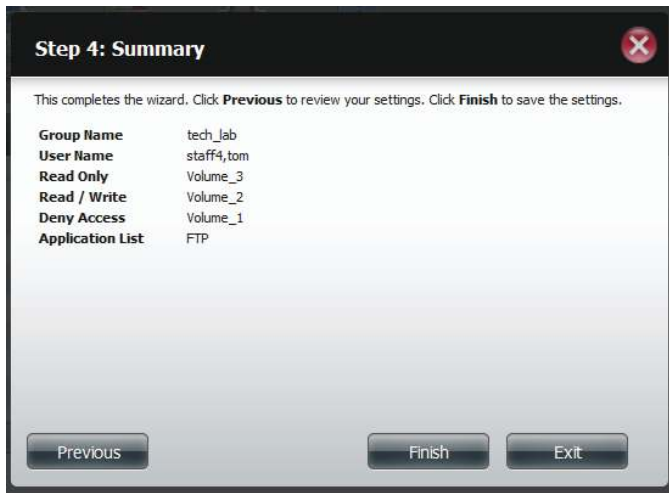 Step 4: Summary
This completes the wizard. Click Previous to review your settings. Click Finish to save the settings.
Group Name tech_lab
User Name staff4,tom
Read Only Volume_3
Read / Write Volume_2
Deny Access Volume_1
Application List FTP
Previous Finish Exit